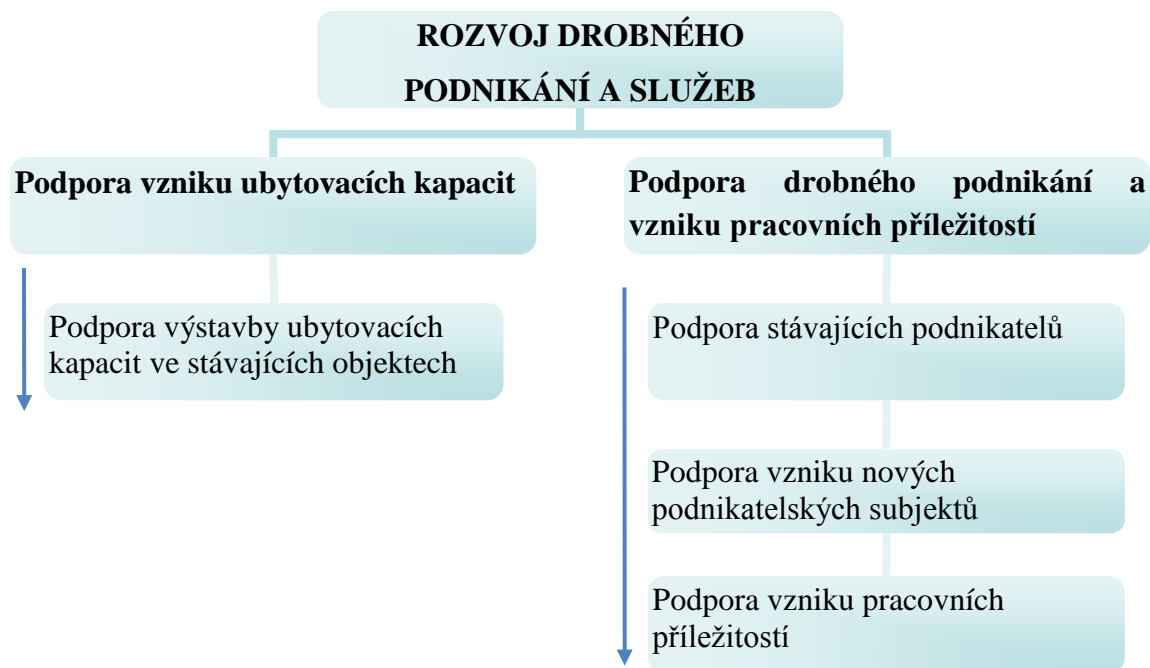 ROZVOJ DROBNÉHO
PODNIKÁNÍ A SLUŽEB
Podpora vzniku ubytovacích kapacit
Podpora výstavby ubytovacích
kapacit ve stávajících objektech
Podpora drobného podnikání a
vzniku pracovních příležitostí
Podpora stávajících podnikatelů
Podpora vzniku nových
podnikatelských subjektů
Podpora vzniku pracovních
příležitostí